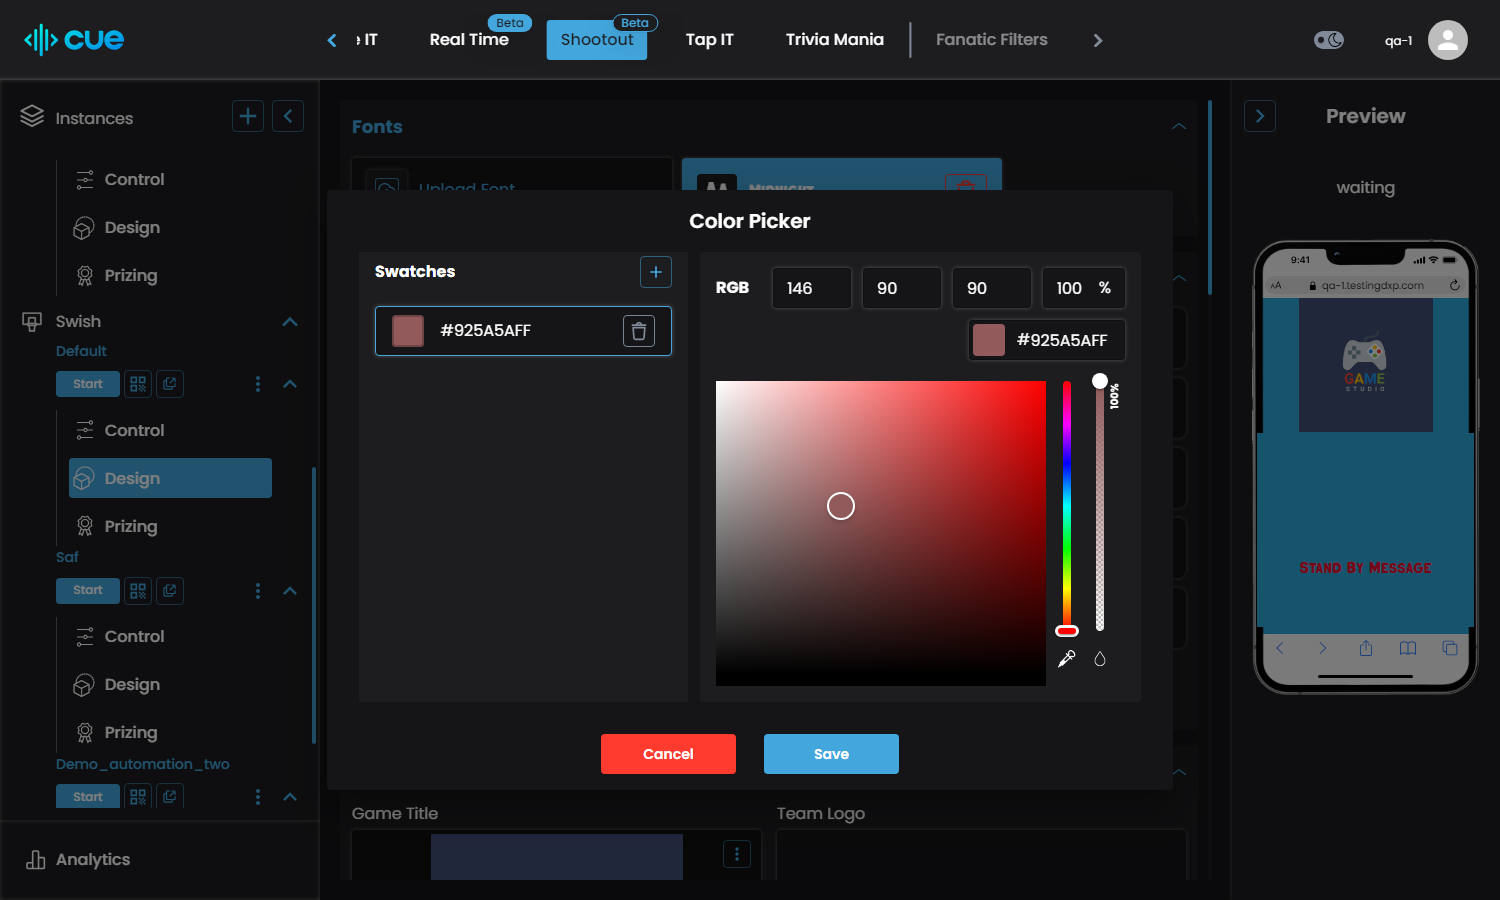 cue
e IT
Real Time
Beta
Shootout
Beta
Tap IT
Trivia Mania
Fanatic Filters
qa-1
Instances
Control
Design
Prizing
Swish
Default
Start
Control
Design
Prizing
Saf
Start
Control
Design
Prizing
Demo_automation_two
Start
Analytics
Fonts
Upload Font
Midnight
Color Picker
Swatches
#925A5AFF
RGB
146
90
90
100 %
#925A5AFF
100%
Cancel
Save
Game Title
Team Logo
Preview
waiting
9:41
AA
qa-1.testingdxp.com
GAME
STUDIO
Stand By Message